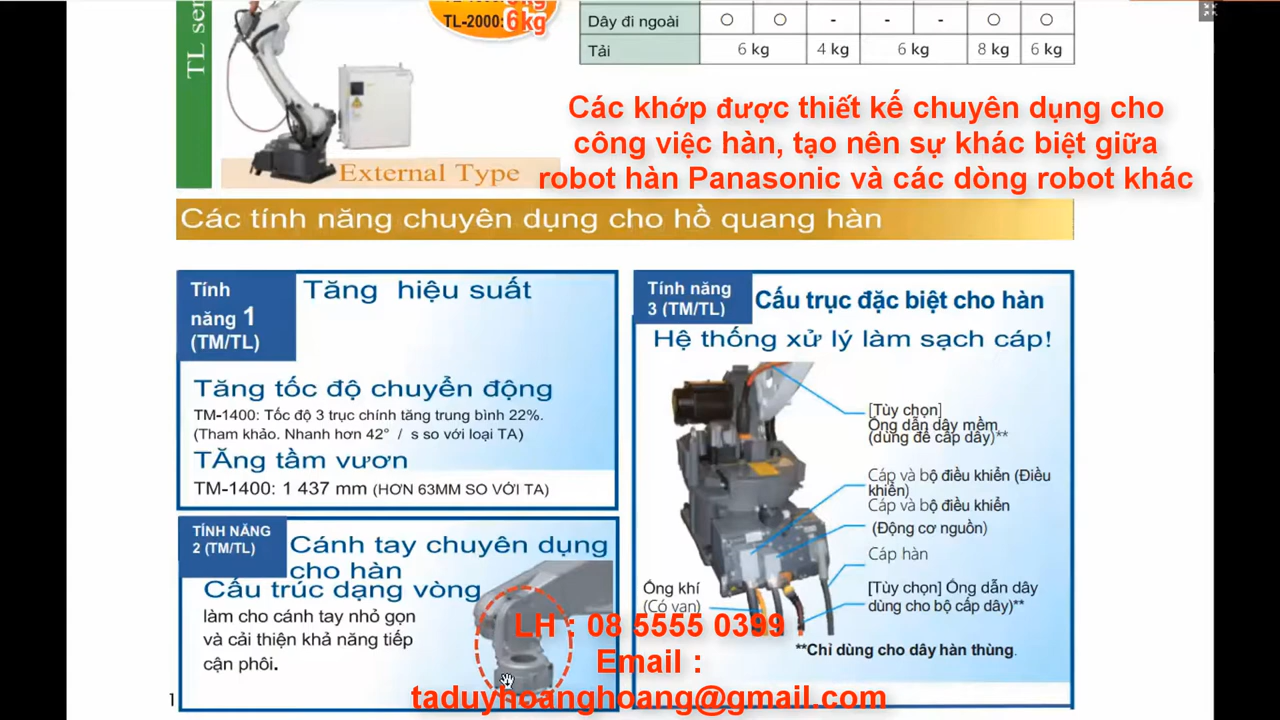 TL ser
TL-2000: 6 kg
Dây đi ngoài ○ ○ - - - ○ ○
Tải 6 kg 4 kg 6 kg 8 kg 6 kg
External Type
Các khớp được thiết kế chuyên dụng cho
công việc hàn, tạo nên sự khác biệt giữa
robot hàn Panasonic và các dòng robot khác
Các tính năng chuyên dụng cho hồ quang hàn
Tính
năng 1
(TM/TL)
Tăng hiệu suất
Tăng tốc độ chuyển động
TM-1400: Tốc độ 3 trục chính tăng trung bình 22%.
(Tham khảo. Nhanh hơn 42° / s so với loại TA)
TĂng tầm vươn
TM-1400: 1 437 mm (HƠN 63MM SO VỚI TA)
TÍNH NĂNG
2 (TM/TL)
Cánh tay chuyên dụng
cho hàn
Cấu trúc dạng vòng
làm cho cánh tay nhỏ gọn
và cải thiện khả năng tiếp
cận phôi.
Tính năng
3 (TM/TL)
Cấu trục đặc biệt cho hàn
Hệ thống xử lý làm sạch cáp!
[Tùy chọn]
Ống dẫn dây mềm
(dùng để cấp dây)**
Cáp và bộ điều khiển (Điều
khiển)
Cáp và bộ điều khiển
(Động cơ nguồn)
Cáp hàn
[Tùy chọn] Ống dẫn dây
dùng cho bộ cấp dây)**
Ống khí
(Có van)
**Chỉ dùng cho dây hàn thùng.
LH : 08 5555 0399
Email :
taduyhoanghoang@gmail.com
1